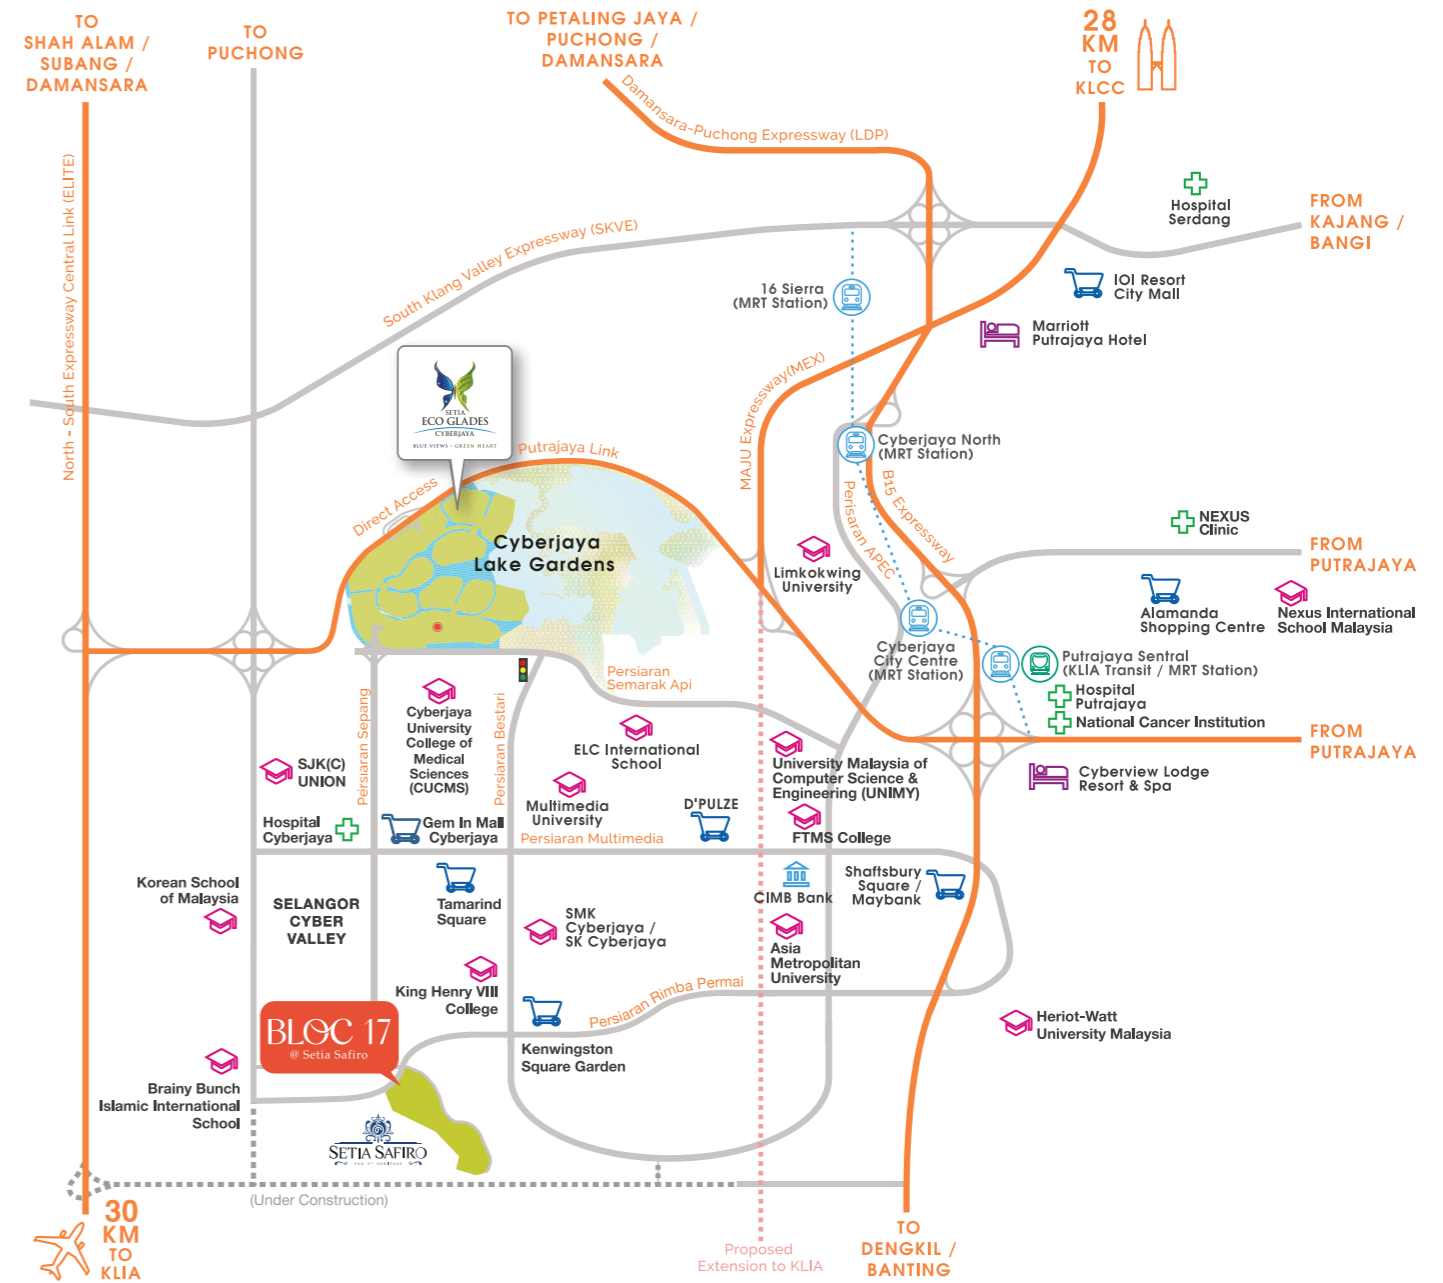 TO
SHAH ALAM /
SUBANG /
DAMANSARA
TO
PUCHONG
TO PETALING JAYA /
PUCHONG /
DAMANSARA
28
KM
TO
KLCC
Damansara-Puchong Expressway (LDP)
North - South Expressway Central Link (ELITE)
South Klang Valley Expressway (SKVE)
Hospital
Serdang
FROM
KAJANG /
BANGI
16 Sierra
(MRT Station)
IOI Resort
City Mall
Marriott
Putrajaya Hotel
SETIA
ECO GLADES
CYBERJAYA
BLUE VIEWS - GREEN HEART
MAJU Expressway(MEX)
Putrajaya Link
Direct Access
Cyberjaya North
(MRT Station)
B15 Expressway
Perisaran APEC
Cyberjaya
Lake Gardens
NEXUS
Clinic
FROM
PUTRAJAYA
Limkokwing
University
Alamanda
Shopping Centre
Nexus International
School Malaysia
Cyberjaya
City Centre
(MRT Station)
Putrajaya Sentral
(KLIA Transit / MRT Station)
Hospital
Putrajaya
National Cancer Institution
FROM
PUTRAJAYA
Persiaran
Semarak Api
Persiaran Sepang
Persiaran Bestari
Cyberjaya
University
College of
Medical
Sciences
(CUCMS)
ELC International
School
SJK(C)
UNION
University Malaysia of
Computer Science &
Engineering (UNIMY)
Cyberview Lodge
Resort & Spa
Multimedia
University
D'PULZE
Hospital
Cyberjaya
Gem In Mall
Cyberjaya
Persiaran Multimedia
FTMS College
Korean School
of Malaysia
SELANGOR
CYBER
VALLEY
Tamarind
Square
SMK
Cyberjaya /
SK Cyberjaya
CIMB Bank
Shaftsbury
Square /
Maybank
Asia
Metropolitan
University
King Henry VIII
College
Persiaran Rimba Permai
BLOC 17
@ Setia Safiro
Kenwingston
Square Garden
Heriot-Watt
University Malaysia
Brainy Bunch
Islamic International
School
SETIA SAFIRO
(Under Construction)
30
KM
TO
KLIA
Proposed
Extension to KLIA
TO
DENGKIL /
BANTING